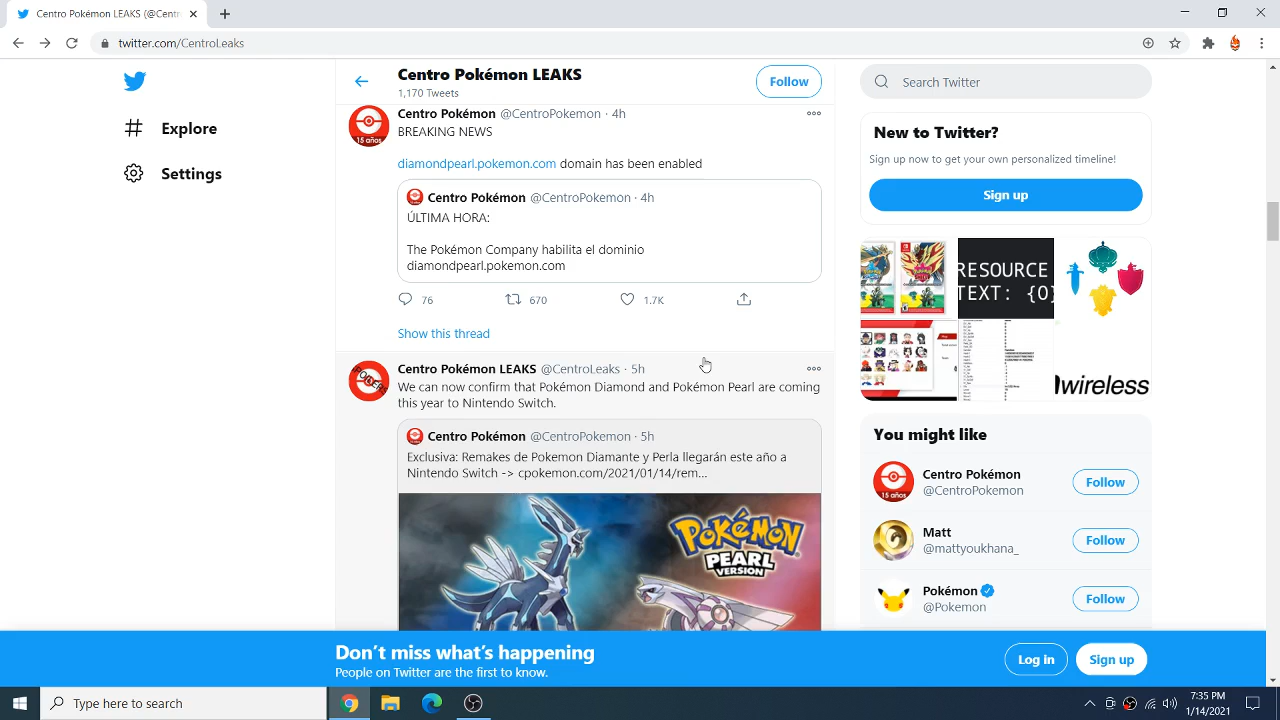 Centro Pokémon LEAKS (@Centr
twitter.com/CentroLeaks
Explore
Settings
Centro Pokémon LEAKS
1,170 Tweets
Follow
15 años
Centro Pokémon @CentroPokemon · 4h
BREAKING NEWS
diamondpearl.pokemon.com domain has been enabled
Centro Pokémon @CentroPokemon · 4h
ÚLTIMA HORA:
The Pokémon Company habilita el dominio
diamondpearl.pokemon.com
76 670 1.7K
Show this thread
Centro Pokémon LEAKS @CentroLeaks · 5h
We can now confirm that Pokémon Diamond and Pokémon Pearl are coming
this year to Nintendo Switch.
Centro Pokémon @CentroPokemon · 5h
Exclusiva: Remakes de Pokemon Diamante y Perla llegarán este año a
Nintendo Switch -> cpokemon.com/2021/01/14/rem...
POKéMON
PEARL
VERSION
Search Twitter
New to Twitter?
Sign up now to get your own personalized timeline!
Sign up
RESOURCE
TEXT: {0}
wireless
You might like
15 años
Centro Pokémon
@CentroPokemon
Follow
Matt
@mattyoukhana_
Follow
Pokémon
@Pokemon
Follow
Don't miss what's happening
People on Twitter are the first to know.
Log in
Sign up
Type here to search
7:35 PM
1/14/2021